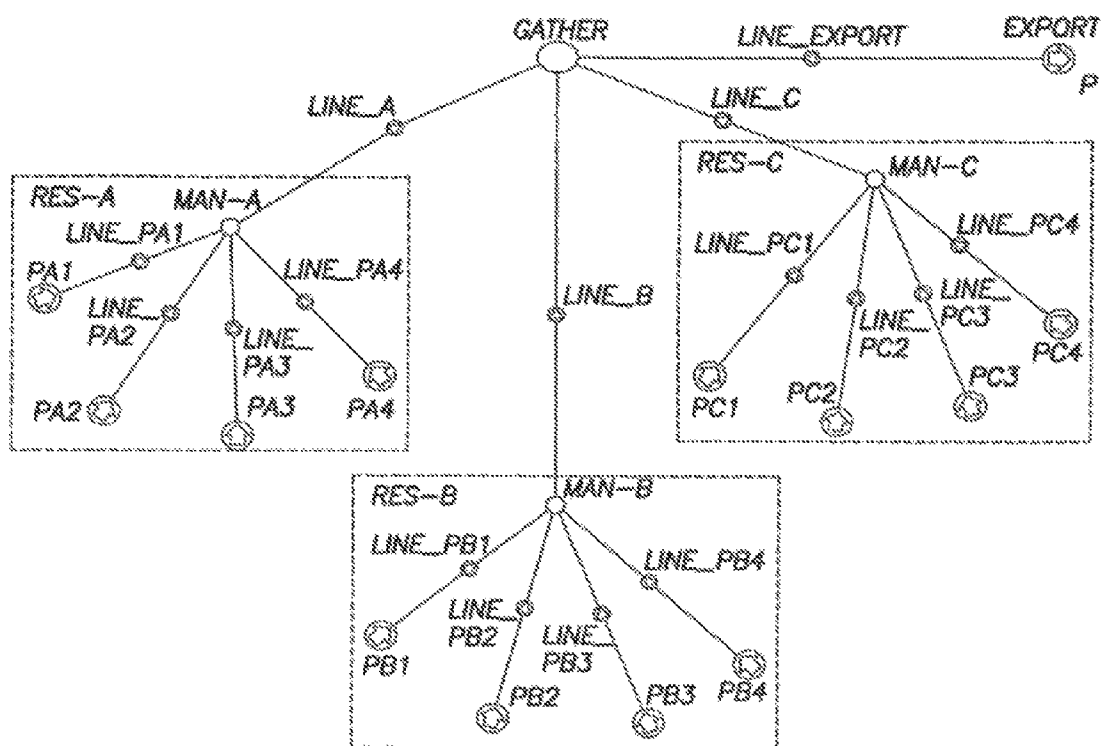 GATHER
LINE_EXPORT
EXPORT
P
LINE_A
LINE_C
RES-A
MAN-A
LINE_PA1
PA1
LINE_
PA2
LINE_
PA3
LINE_PA4
PA2
PA3
PA4
LINE_B
RES-C
MAN-C
LINE_PC1
LINE_PC4
LINE_
PC2
LINE_
PC3
PC4
PC1
PC2
PC3
RES-B
MAN-B
LINE_PB1
LINE_PB4
LINE_
PB2
LINE_
PB3
PB1
PB2
PB3
PB4